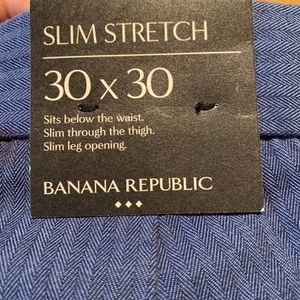 SLIM STRETCH
30 x 30
Sits below the waist.
Slim through the thigh.
Slim leg opening.
BANANA REPUBLIC